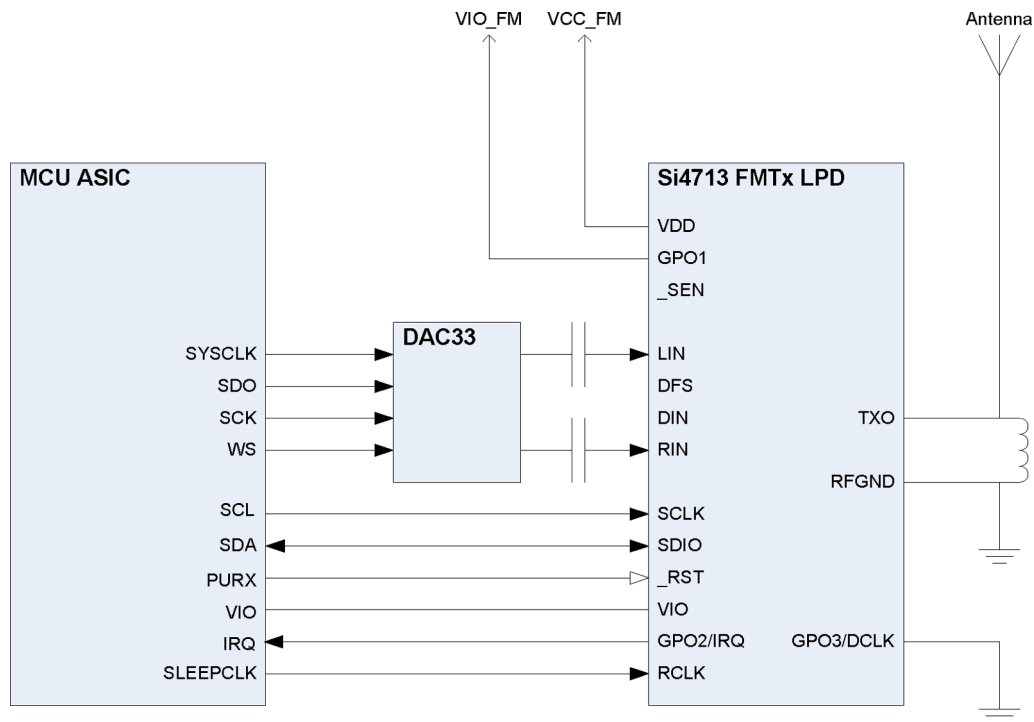 VIO_FM
VCC_FM
Antenna
MCU ASIC
SYSCLK
SDO
SCK
WS
SCL
SDA
PURX
VIO
IRQ
SLEEPCLK
DAC33
Si4713 FMTx LPD
VDD
GPO1
_SEN
LIN
DFS
DIN
RIN
SCLK
SDIO
_RST
VIO
GPO2/IRQ
RCLK
TXO
RFGND
GPO3/DCLK